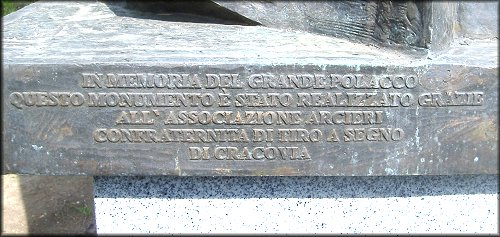 IN MEMORIA DEL GRANDE POLACCO
QUESTO MONUMENTO È STATO REALIZZATO GRAZIE
ALL' ASSOCIAZIONE ARCIERI
CONFRATERNITA DI TIRO A SEGNO
DI CRACOVIA